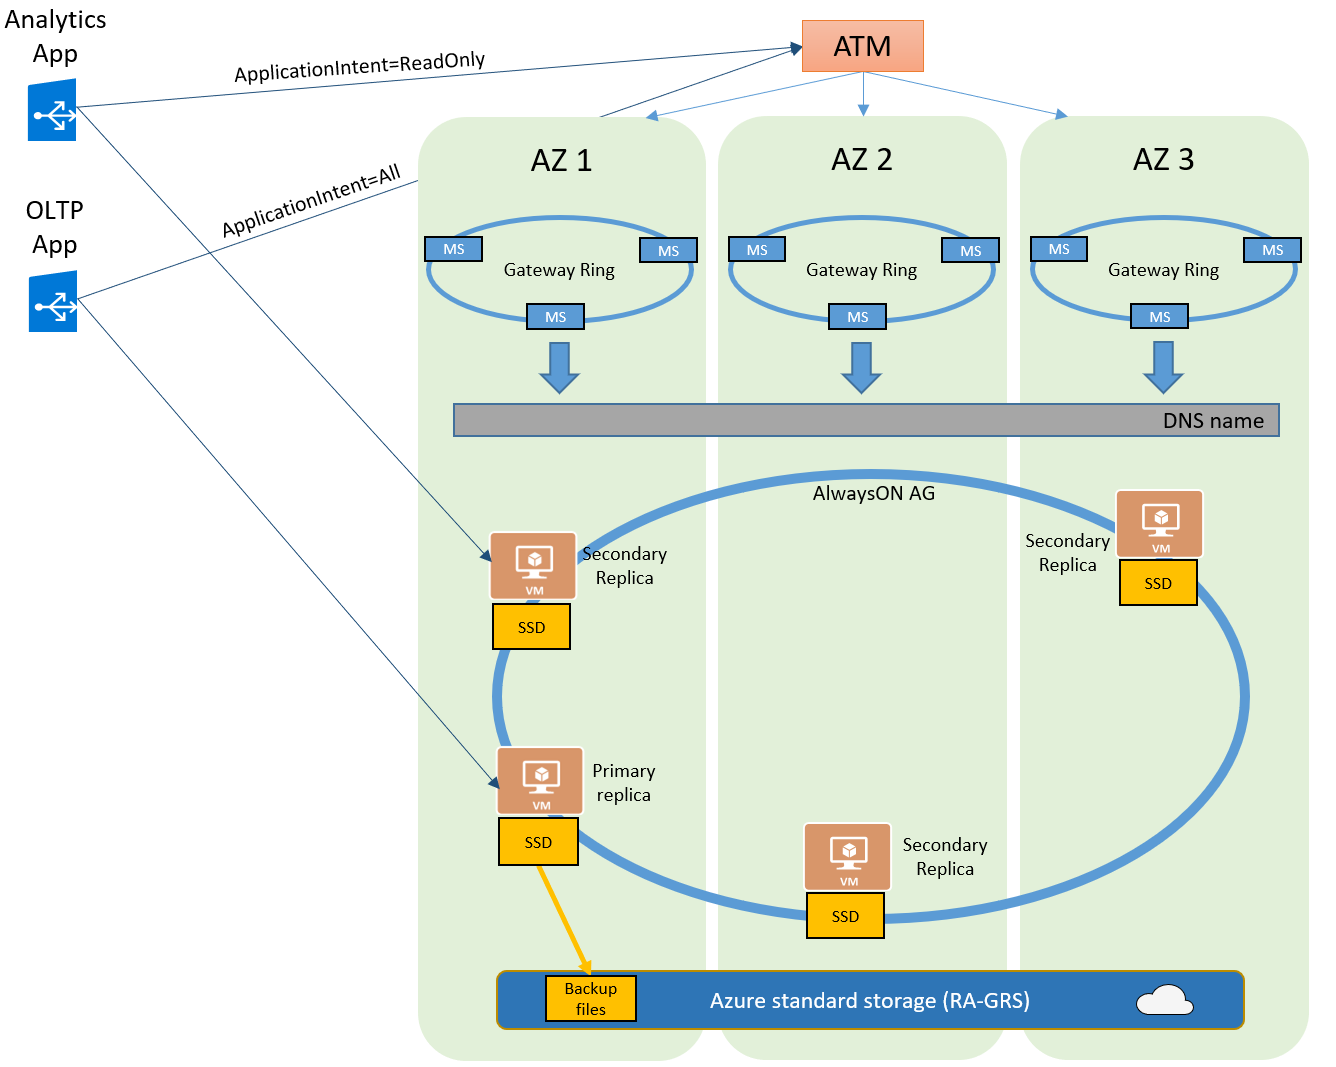 Analytics
App
ApplicationIntent=ReadOnly
ATM
OLTP
App
ApplicationIntent=All
AZ 1
AZ 2
AZ 3
MS
MS
Gateway Ring
MS
MS
MS
Gateway Ring
MS
MS
MS
Gateway Ring
MS
DNS name
AlwaysON AG
VM
Secondary
Replica
SSD
Secondary
Replica
VM
SSD
VM
Primary
replica
SSD
VM
Secondary
Replica
SSD
Backup
files
Azure standard storage (RA-GRS)